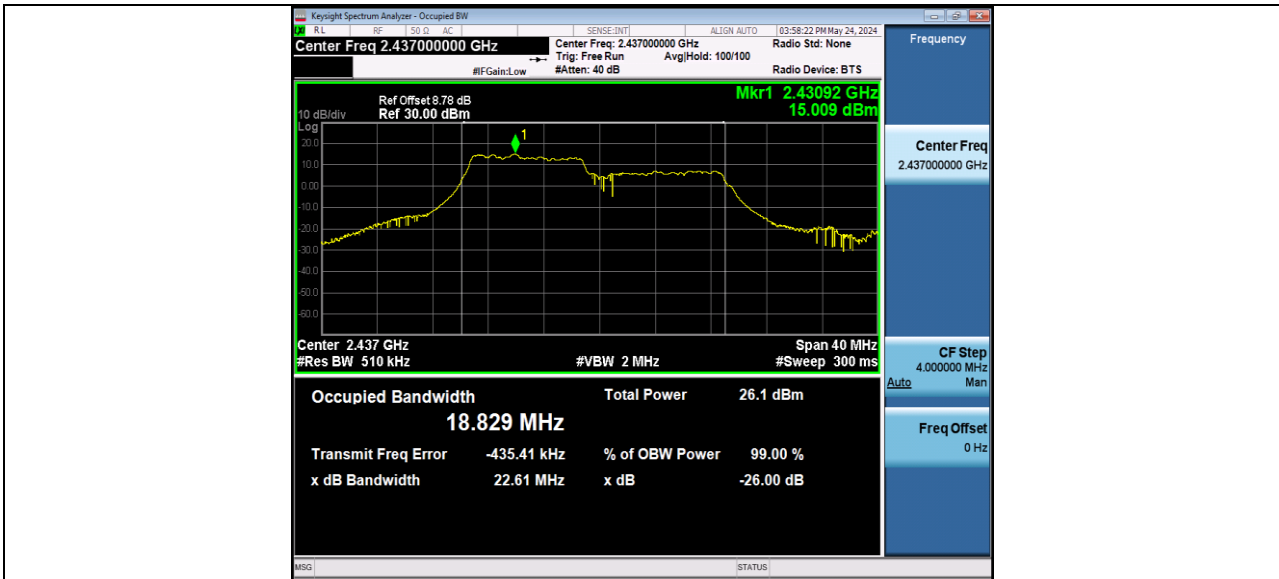 Keysight Spectrum Analyzer - Occupied BW
LXI RL RF 50 Ω AC SENSE:INT ALIGN AUTO 03:58:22 PM May 24, 2024
Center Freq 2.437000000 GHz
Center Freq: 2.437000000 GHz Radio Std: None
Trig: Free Run Avg|Hold: 100/100
#IFGain:Low #Atten: 40 dB Radio Device: BTS
Frequency
Mkr1 2.43092 GHz
15.009 dBm
Ref Offset 8.78 dB
10 dB/div Ref 30.00 dBm
Log
1
20.0
10.0
0.00
-10.0
-20.0
-30.0
-40.0
-50.0
-60.0
Center 2.437 GHz Span 40 MHz
#Res BW 510 kHz #VBW 2 MHz #Sweep 300 ms
Center Freq
2.437000000 GHz
CF Step
4.000000 MHz
Auto Man
Freq Offset
0 Hz
Occupied Bandwidth Total Power 26.1 dBm
18.829 MHz
Transmit Freq Error -435.41 kHz % of OBW Power 99.00 %
x dB Bandwidth 22.61 MHz x dB -26.00 dB
MSG STATUS